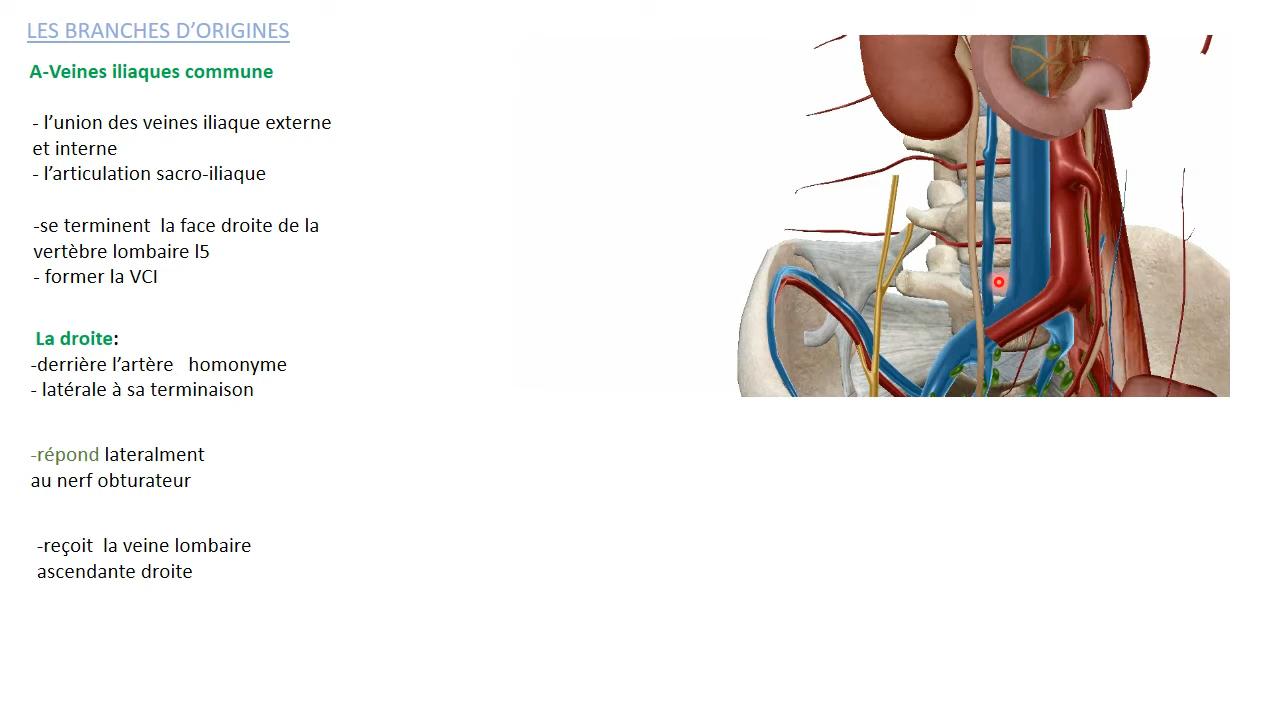 LES BRANCHES D’ORIGINES
A-Veines iliaques commune
- l’union des veines iliaque externe
et interne
- l’articulation sacro-iliaque
-se terminent la face droite de la
vertèbre lombaire l5
- former la VCI
La droite:
-derrière l’artère homonyme
- latérale à sa terminaison
-répond lateralment
au nerf obturateur
-reçoit la veine lombaire
ascendante droite